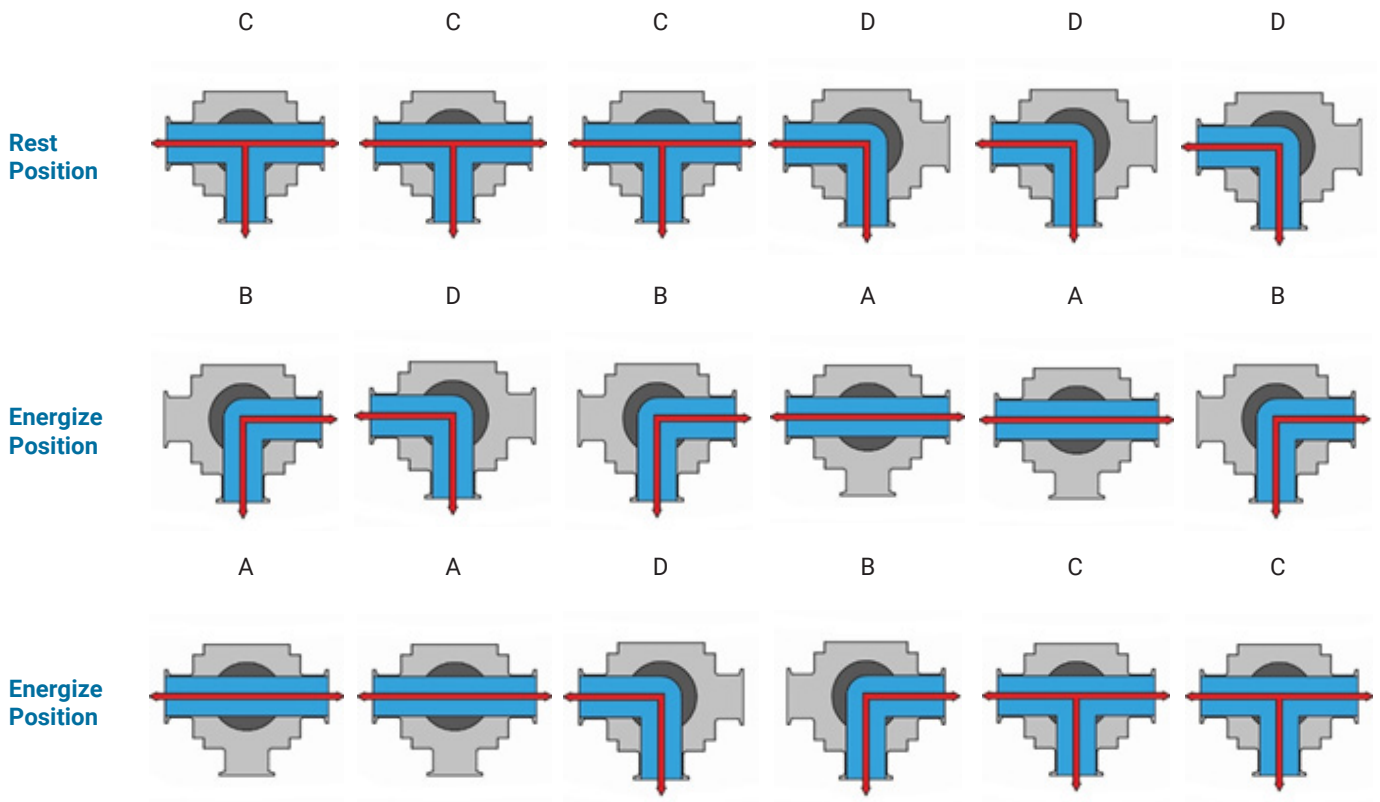 C C C D D D
Rest
Position
B D B A A B
Energize
Position
A A D B C C
Energize
Position